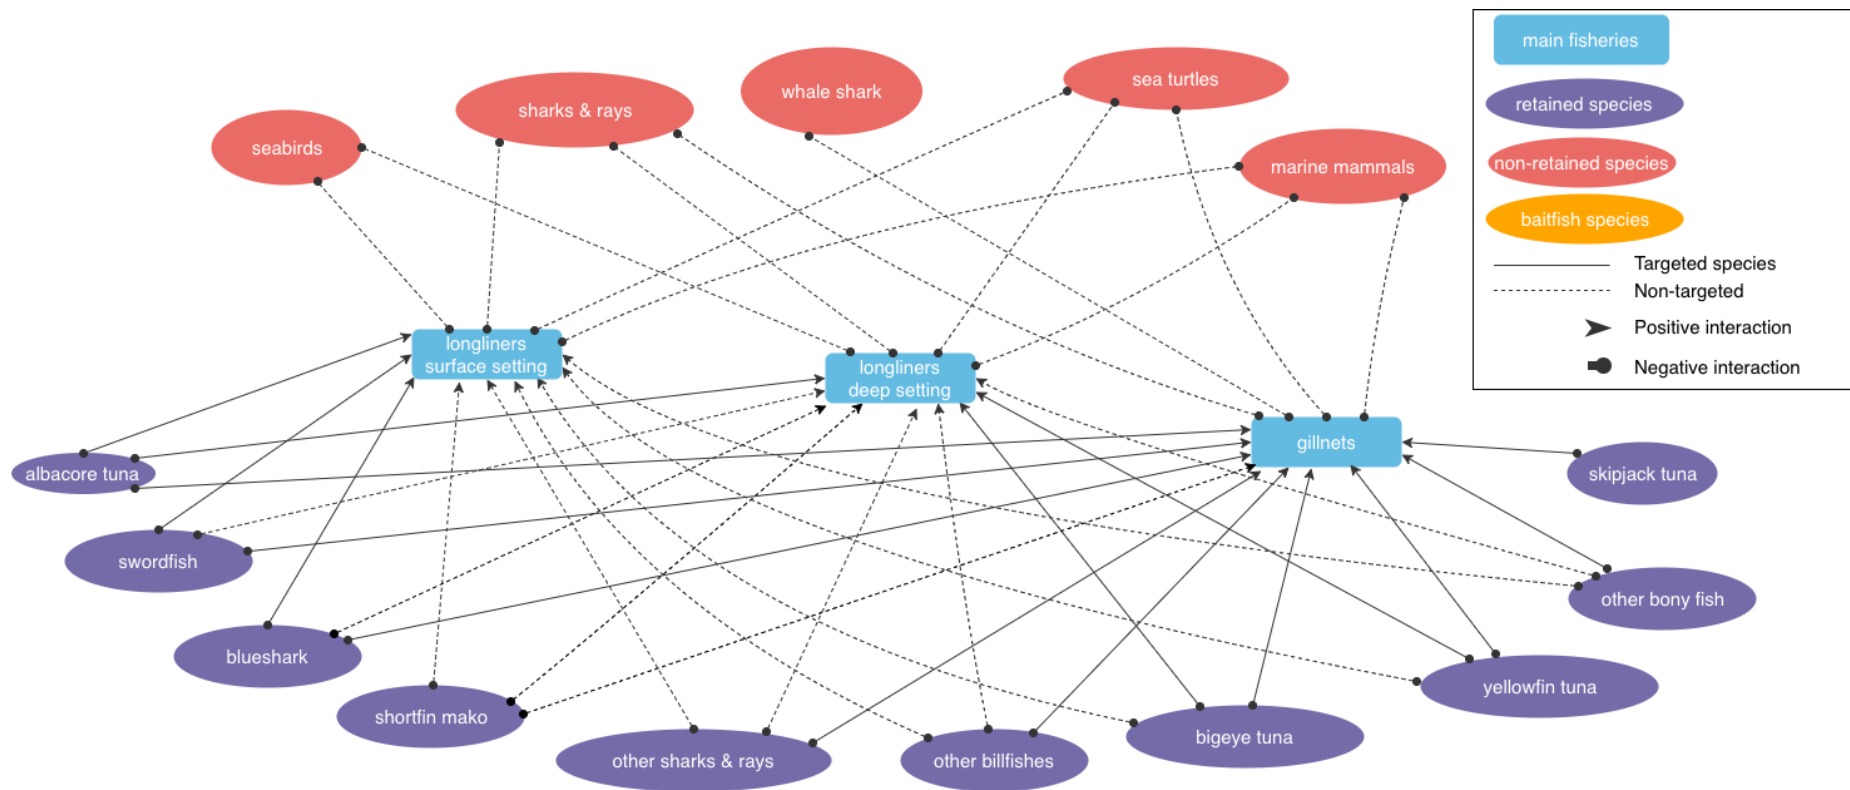 main fisheries
retained species
non-retained species
baitfish species
Targeted species
Non-targeted
Positive interaction
Negative interaction
seabirds
sharks & rays
whale shark
sea turtles
marine mammals
longliners
surface setting
longliners
deep setting
gillnets
albacore tuna
swordfish
blueshark
shortfin mako
other sharks & rays
other billfishes
bigeye tuna
yellowfin tuna
other bony fish
skipjack tuna